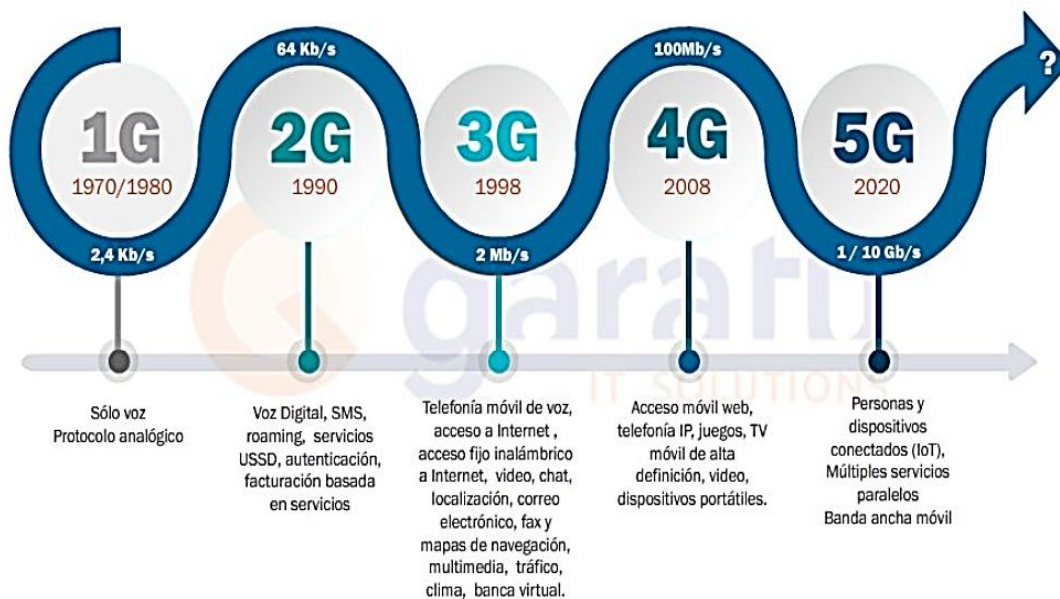 1G
1970/1980
2,4 Kb/s
Sólo voz
Protocolo analógico
64 Kb/s
2G
1990
Voz Digital, SMS,
roaming, servicios
USSD, autenticación,
facturación basada
en servicios
3G
1998
2 Mb/s
Telefonía móvil de voz,
acceso a Internet ,
acceso fijo inalámbrico
a Internet, video, chat,
localización, correo
electrónico, fax y
mapas de navegación,
multimedia, tráfico,
clima, banca virtual.
100Mb/s
4G
2008
Acceso móvil web,
telefonía IP, juegos, TV
móvil de alta
definición, video,
dispositivos portátiles.
5G
2020
1 / 10 Gb/s
Personas y
dispositivos
conectados (IoT),
Múltiples servicios
paralelos
Banda ancha móvil
?
IT SOLUTIONS